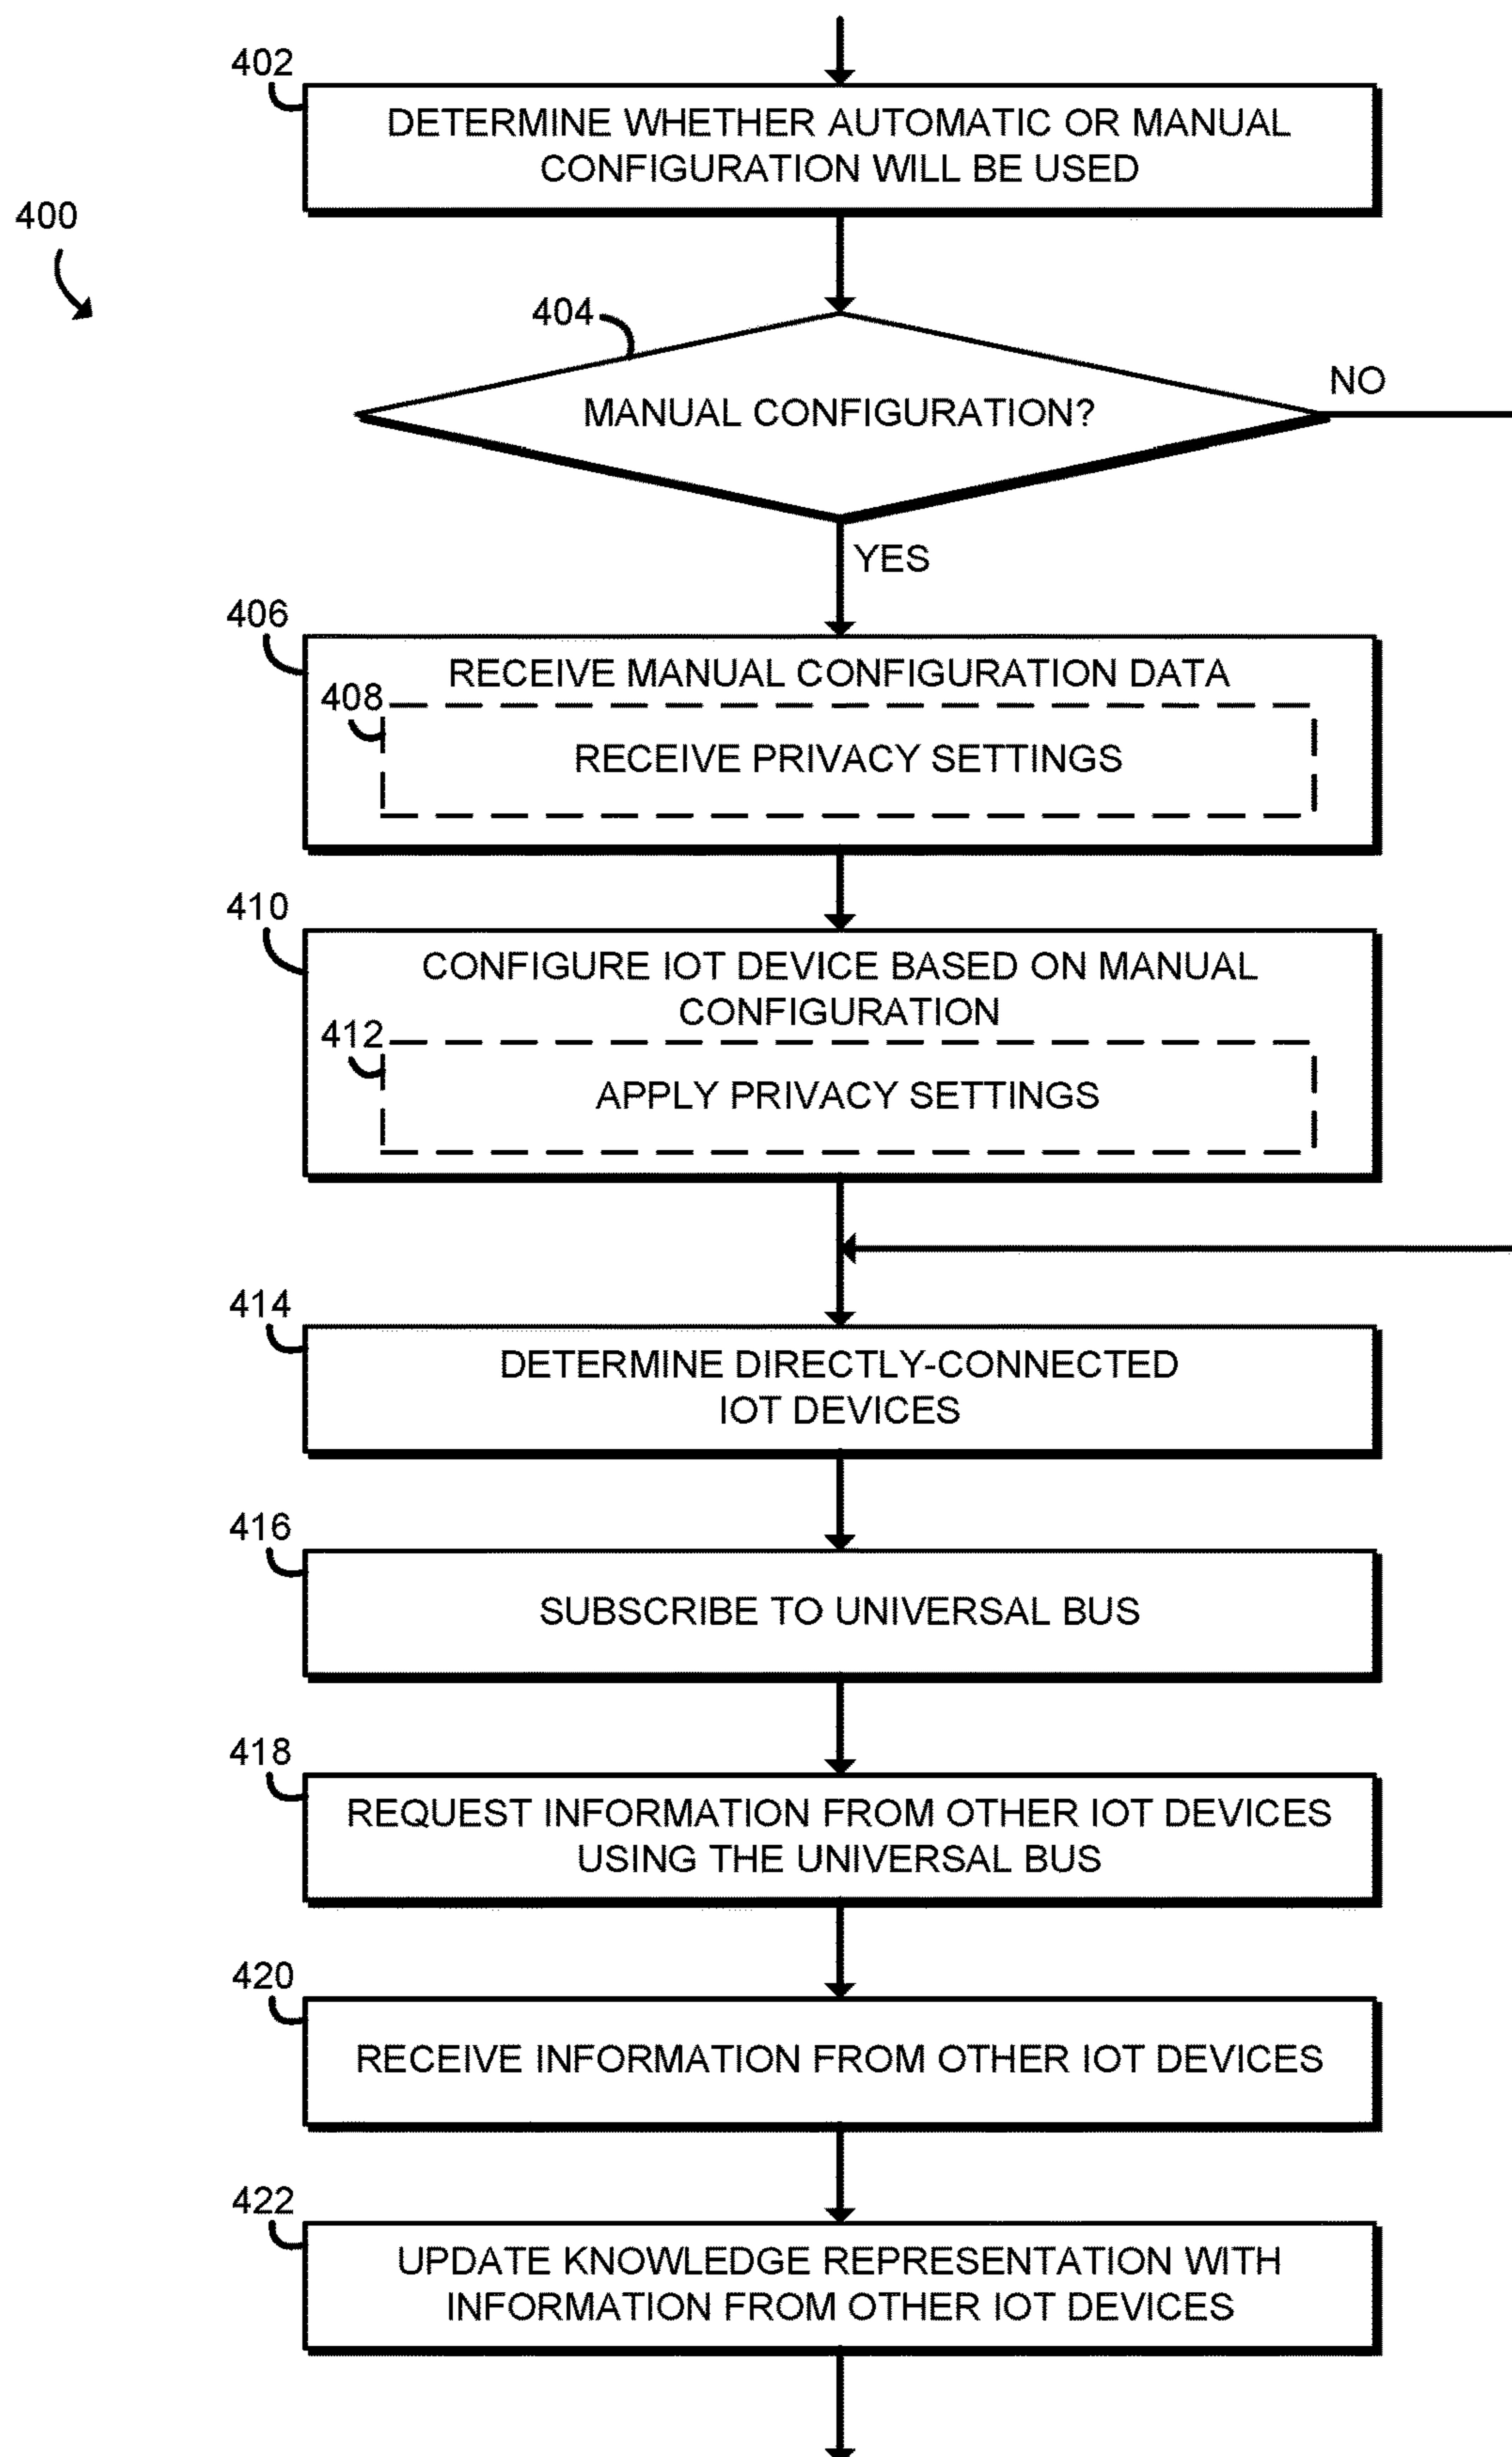 402
DETERMINE WHETHER AUTOMATIC OR MANUAL
CONFIGURATION WILL BE USED
400
404
MANUAL CONFIGURATION?
NO
YES
406
RECEIVE MANUAL CONFIGURATION DATA
408
RECEIVE PRIVACY SETTINGS
410
CONFIGURE IOT DEVICE BASED ON MANUAL
CONFIGURATION
412
APPLY PRIVACY SETTINGS
414
DETERMINE DIRECTLY-CONNECTED
IOT DEVICES
416
SUBSCRIBE TO UNIVERSAL BUS
418
REQUEST INFORMATION FROM OTHER IOT DEVICES
USING THE UNIVERSAL BUS
420
RECEIVE INFORMATION FROM OTHER IOT DEVICES
422
UPDATE KNOWLEDGE REPRESENTATION WITH
INFORMATION FROM OTHER IOT DEVICES